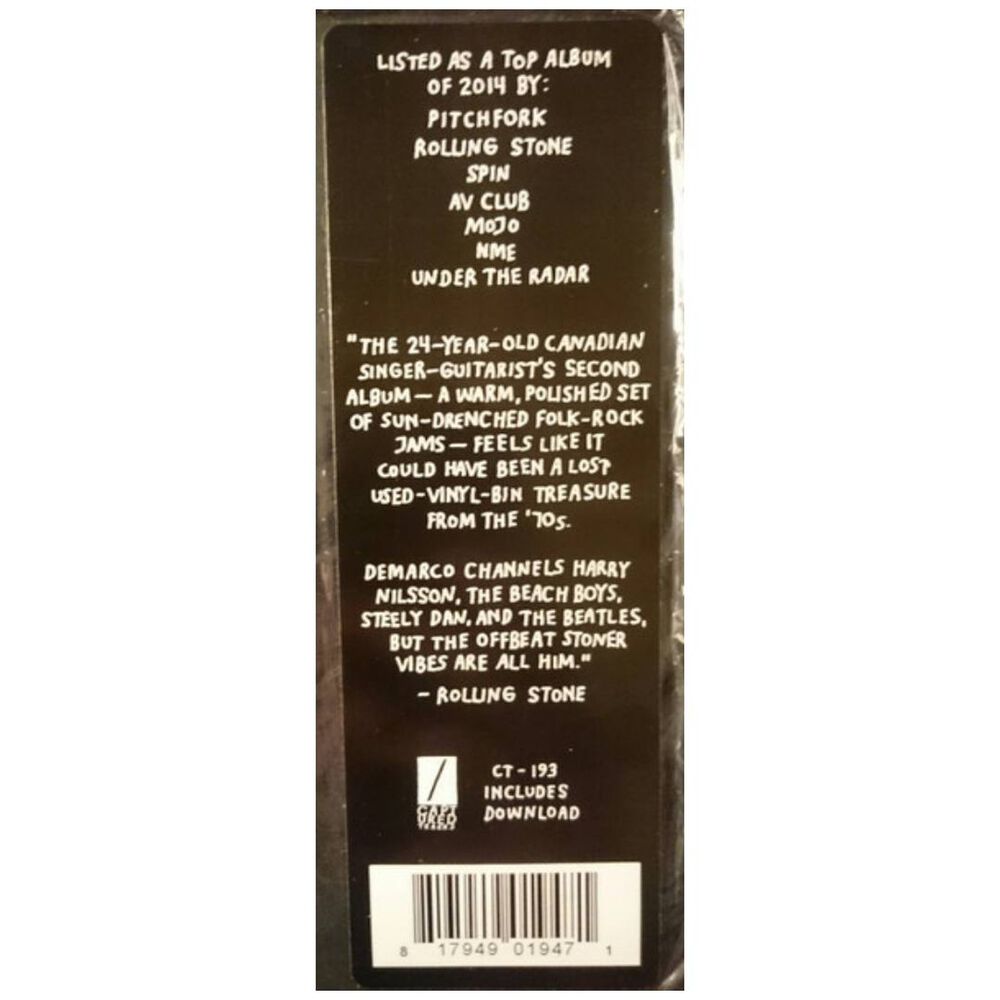 LISTED AS A TOP ALBUM
OF 2014 BY:
PITCHFORK
ROLLING STONE
SPIN
AV CLUB
MOJO
NME
UNDER THE RADAR
"THE 24-YEAR-OLD CANADIAN
SINGER-GUITARIST'S SECOND
ALBUM — A WARM, POLISHED SET
OF SUN-DRENCHED FOLK-ROCK
JAMS — FEELS LIKE IT
COULD HAVE BEEN A LOST
USED-VINYL-BIN TREASURE
FROM THE '70s.
DEMARCO CHANNELS HARRY
NILSSON, THE BEACH BOYS,
STEELY DAN, AND THE BEATLES,
BUT THE OFFBEAT STONER
VIBES ARE ALL HIM."
- ROLLING STONE
CT-193
INCLUDES
DOWNLOAD
CAPT
URED
TRACKS
8 17949 01947 1